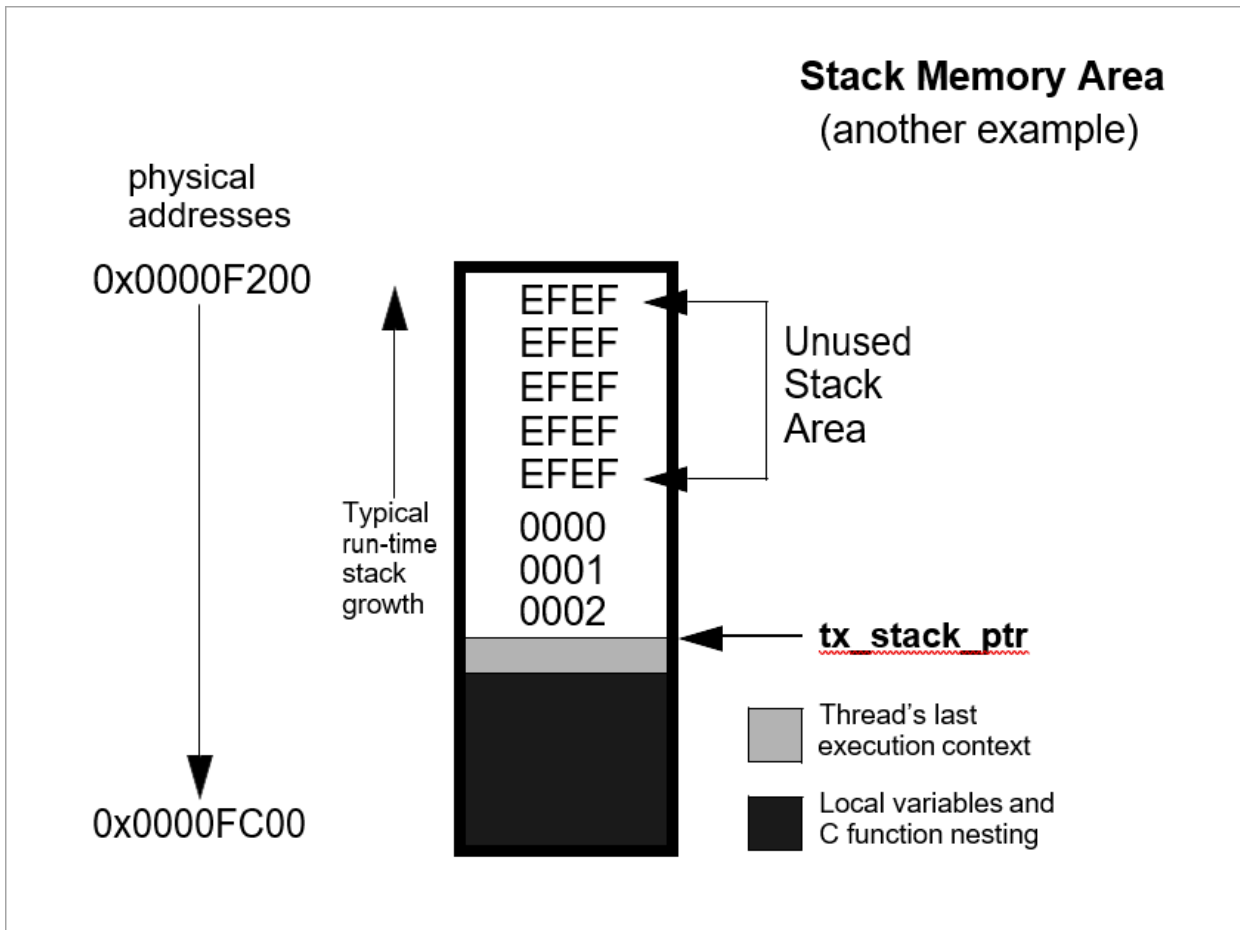 Stack Memory Area
(another example)
physical
addresses
0x0000F200
EFEF
EFEF
EFEF
EFEF
EFEF
0000
0001
0002
Unused
Stack
Area
Typical
run-time
stack
growth
tx_stack_ptr
Thread's last
execution context
Local variables and
C function nesting
0x0000FC00